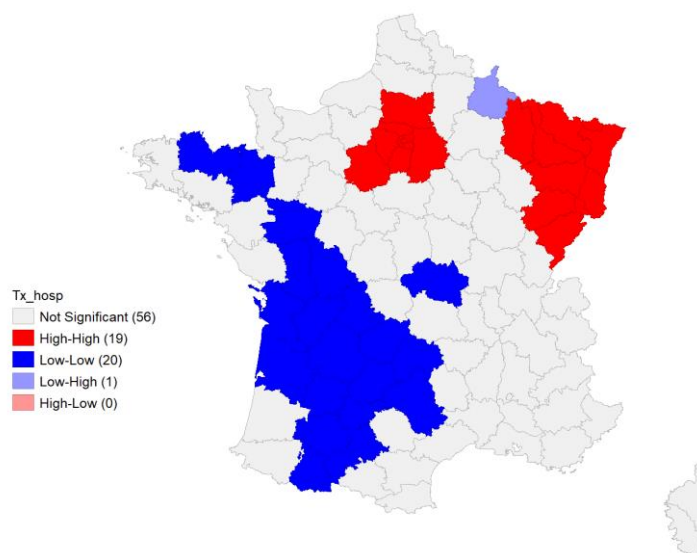 Tx_hosp
Not Significant (56)
High-High (19)
Low-Low (20)
Low-High (1)
High-Low (0)